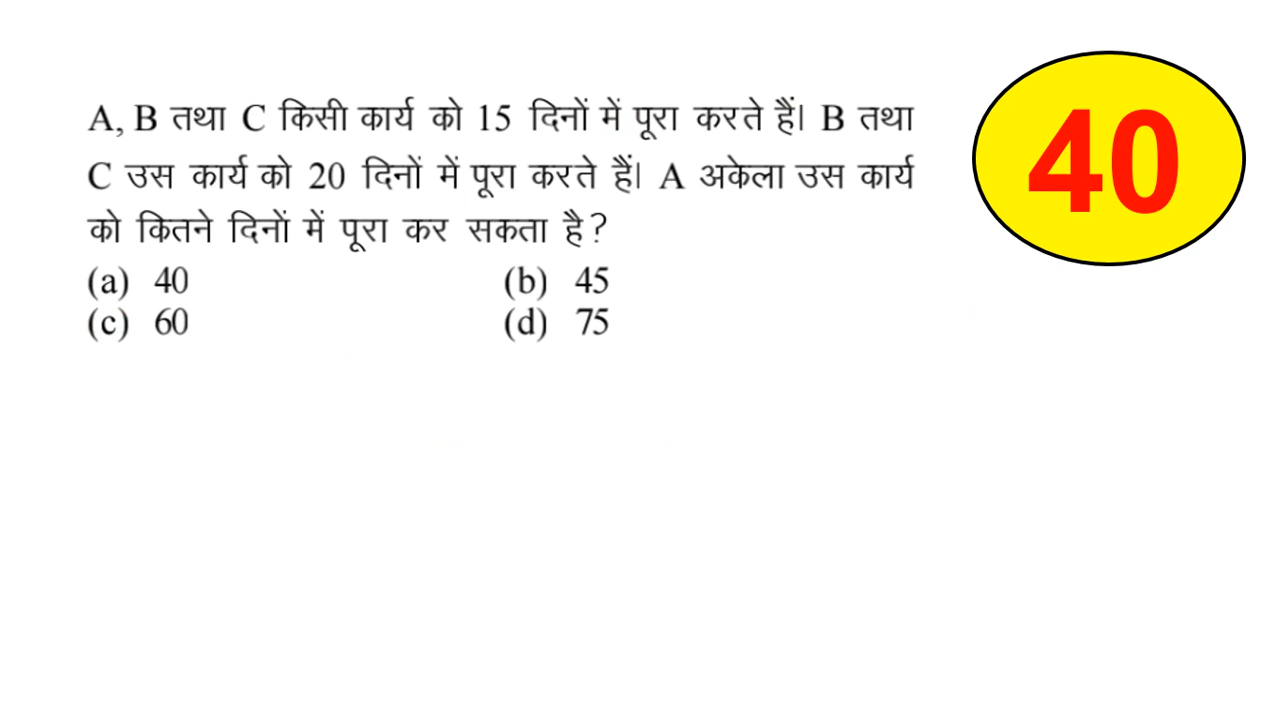 A, B तथा C किसी कार्य को 15 दिनों में पूरा करते हैं। B तथा
C उस कार्य को 20 दिनों में पूरा करते हैं। A अकेला उस कार्य
को कितने दिनों में पूरा कर सकता है?
(a) 40 (b) 45
(c) 60 (d) 75
40